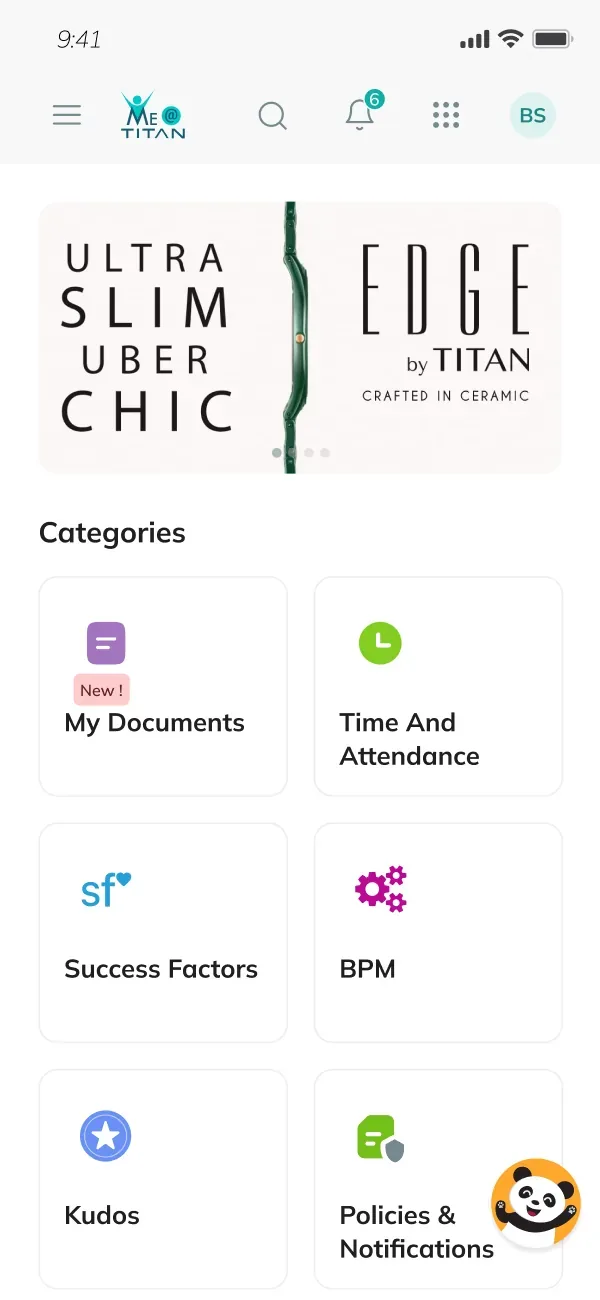 9:41
ME @
TITAN
6
BS
ULTRA
SLIM
UBER
CHIC
EDGE
by TITAN
CRAFTED IN CERAMIC
Categories
New !
My Documents
Time And
Attendance
sf
Success Factors
BPM
Kudos
Policies &
Notifications